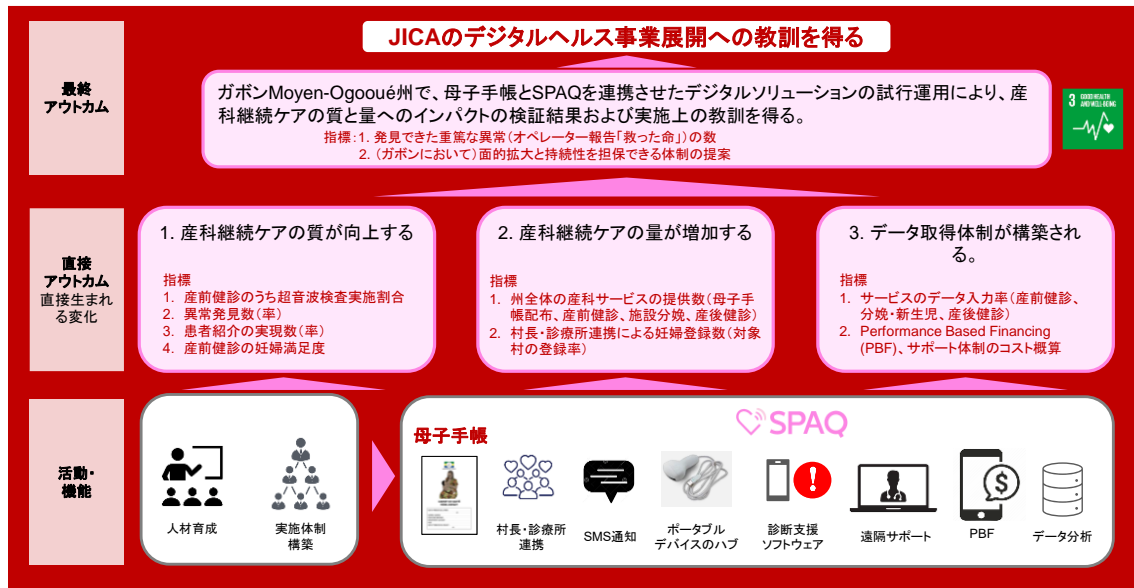 JICAのデジタルヘルス事業展開への教訓を得る
最終
アウトカム
ガボンMoyen-Ogooué州で、母子手帳とSPAQを連携させたデジタルソリューションの試行運用により、産
科継続ケアの質と量へのインパクトの検証結果および実施上の教訓を得る。
指標：1. 発見できた重篤な異常（オペレーター報告「救った命」）の数
2. （ガボンにおいて）面的拡大と持続性を担保できる体制の提案
3 GOOD HEALTH
AND WELL-BEING
直接
アウトカム
直接生まれ
る変化
1. 産科継続ケアの質が向上する
指標
1. 産前健診のうち超音波検査実施割合
2. 異常発見数（率）
3. 患者紹介の実現数（率）
4. 産前健診の妊婦満足度
2. 産科継続ケアの量が増加する
指標
1. 州全体の産科サービスの提供数（母子手
帳配布、産前健診、施設分娩、産後健診）
2. 村長・診療所連携による妊婦登録数（対象
村の登録率）
3. データ取得体制が構築され
る。
指標
1. サービスのデータ入力率（産前健診、
分娩・新生児、産後健診）
2. Performance Based Financing
(PBF)、サポート体制のコスト概算
活動・
機能
人材育成
実施体制
構築
母子手帳
SPAQ
村長・診療所
連携
SMS通知
ポータブル
デバイスのハブ
診断支援
ソフトウェア
遠隔サポート
PBF
データ分析